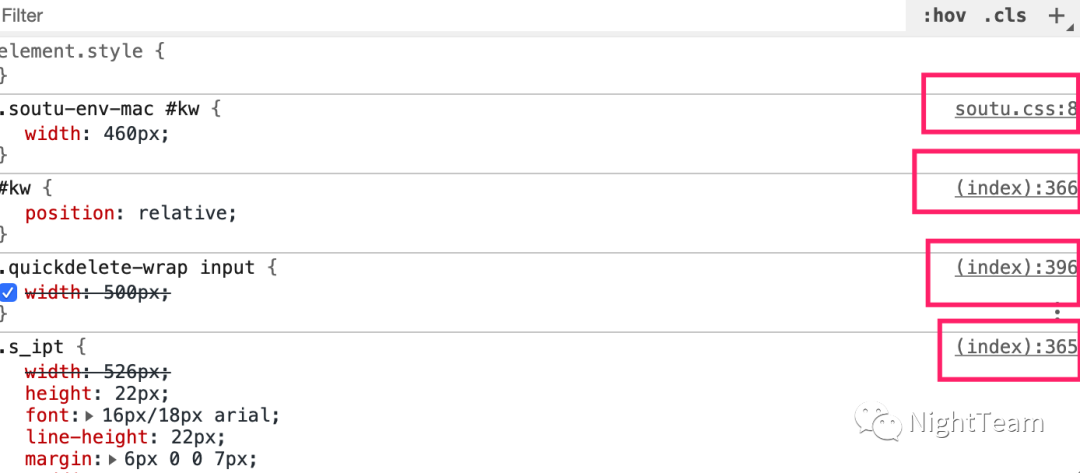 Filter :hov .cls +
element.style {
}
.soutu-env-mac #kw { soutu.css:8
width: 460px;
}
#kw { (index):366
position: relative;
}
.quickdelete-wrap input { (index):396
width: 500px;
}
.s_ipt { (index):365
width: 526px;
height: 22px;
font: 16px/18px arial;
line-height: 22px;
margin: 6px 0 0 7px;
NightTeam